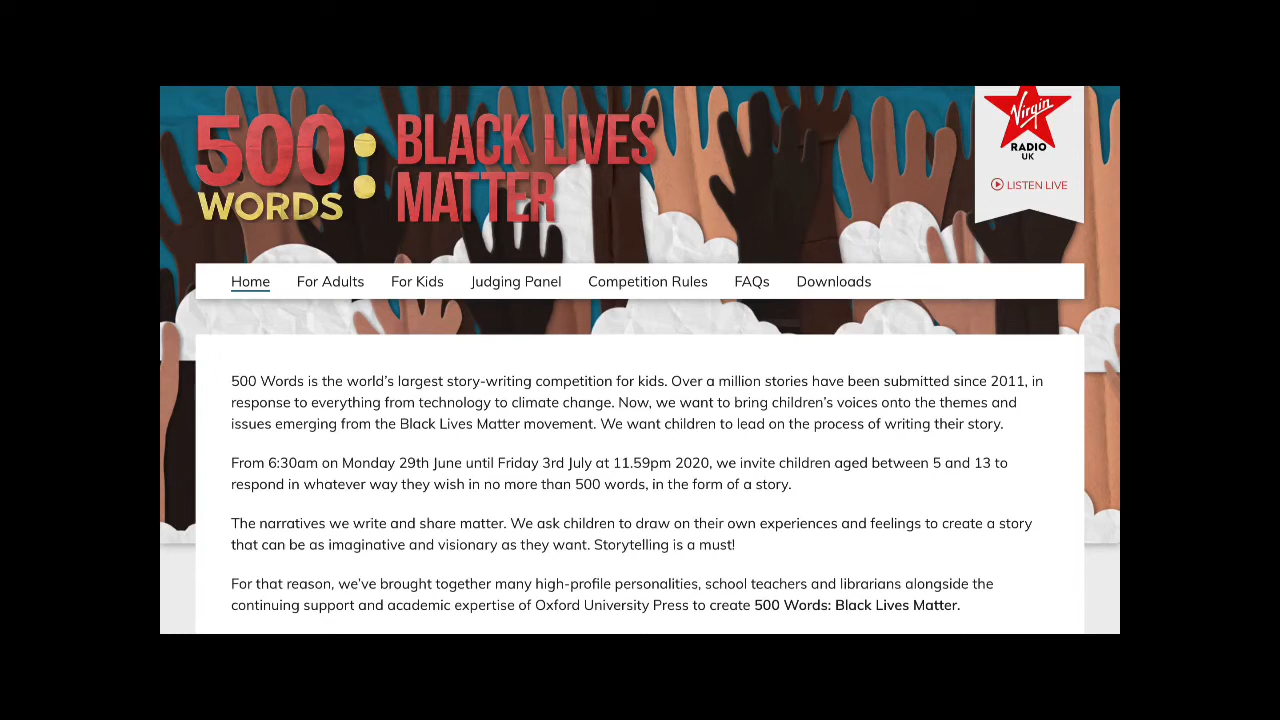 500
WORDS
:
BLACK LIVES
MATTER
Virgin
RADIO
UK
LISTEN LIVE
Home For Adults For Kids Judging Panel Competition Rules FAQs Downloads
500 Words is the world’s largest story-writing competition for kids. Over a million stories have been submitted since 2011, in
response to everything from technology to climate change. Now, we want to bring children’s voices onto the themes and
issues emerging from the Black Lives Matter movement. We want children to lead on the process of writing their story.
From 6:30am on Monday 29th June until Friday 3rd July at 11.59pm 2020, we invite children aged between 5 and 13 to
respond in whatever way they wish in no more than 500 words, in the form of a story.
The narratives we write and share matter. We ask children to draw on their own experiences and feelings to create a story
that can be as imaginative and visionary as they want. Storytelling is a must!
For that reason, we’ve brought together many high-profile personalities, school teachers and librarians alongside the
continuing support and academic expertise of Oxford University Press to create 500 Words: Black Lives Matter.